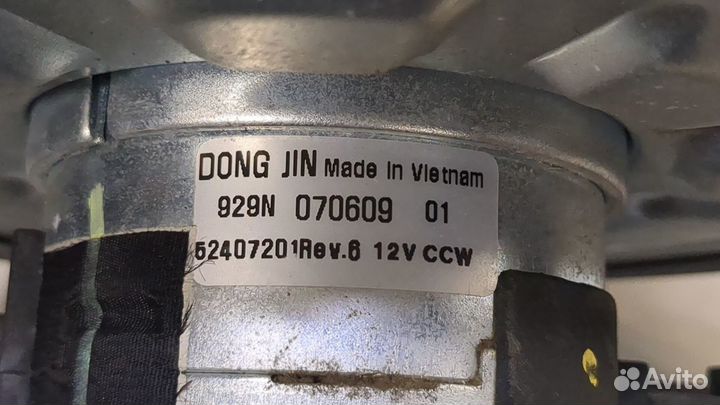 DONG JIN Made In Vietnam
929N 070609 01
52407201Rev.6 12V CCW
Avito